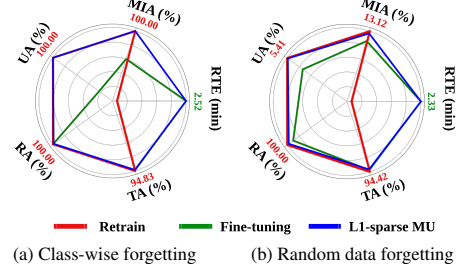 MIA (%)
100.00
UA (%)
100.00
RTE (min)
2.52
RA (%)
100.00
94.83
TA (%)
MIA (%)
13.12
UA (%)
5.41
RTE (min)
2.33
RA (%)
100.00
94.42
TA (%)
Retrain Fine-tuning L1-sparse MU
(a) Class-wise forgetting (b) Random data forgetting